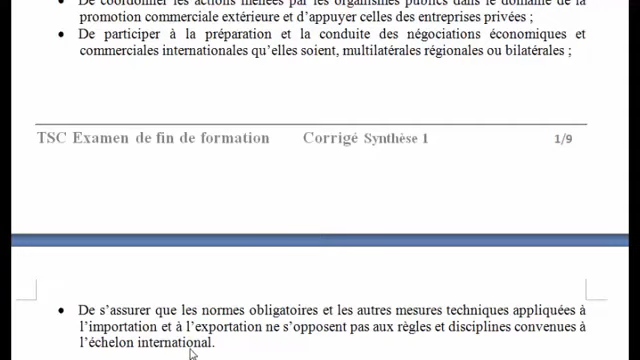 • De coordonner les actions menées par les organismes publics dans le domaine de la
promotion commerciale extérieure et d’appuyer celles des entreprises privées ;
• De participer à la préparation et la conduite des négociations économiques et
commerciales internationales qu’elles soient, multilatérales régionales ou bilatérales ;
TSC Examen de fin de formation Corrigé Synthèse 1 1/9
• De s’assurer que les normes obligatoires et les autres mesures techniques appliquées à
l’importation et à l’exportation ne s’opposent pas aux règles et disciplines convenues à
l’échelon international.